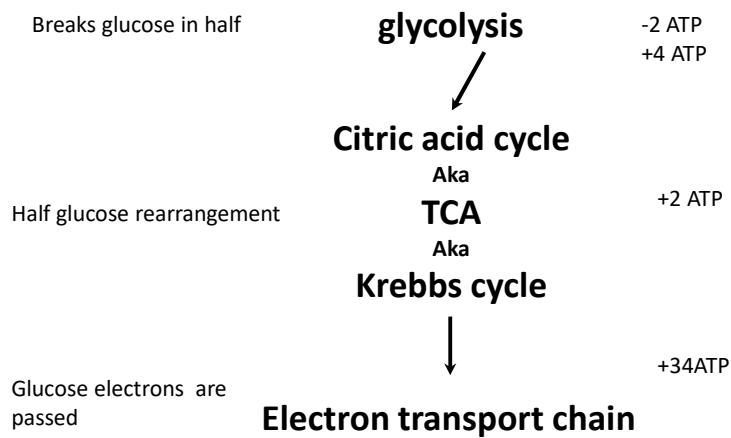 Breaks glucose in half
glycolysis
-2 ATP
+4 ATP
Citric acid cycle
Aka
Half glucose rearrangement
TCA
+2 ATP
Aka
Krebbs cycle
+34ATP
Glucose electrons are
passed
Electron transport chain